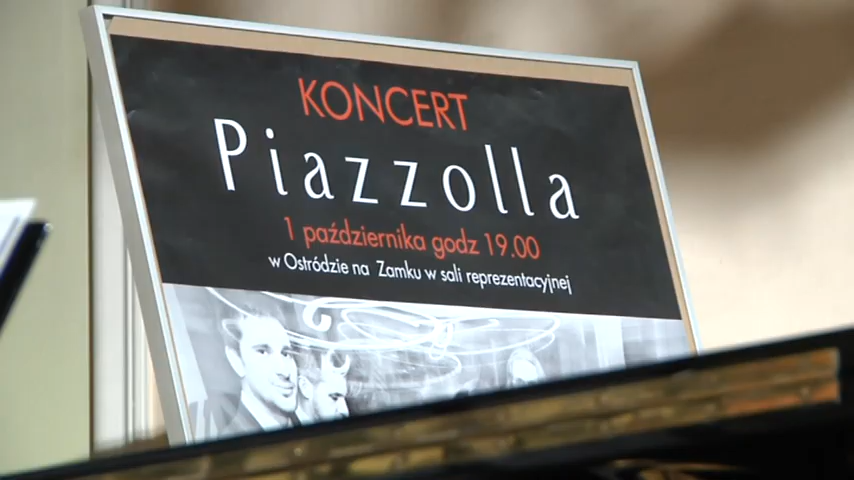 KONCERT
Piazzolla
1 października godz 19.00
w Ostródzie na Zamku w sali reprezentacyjnej